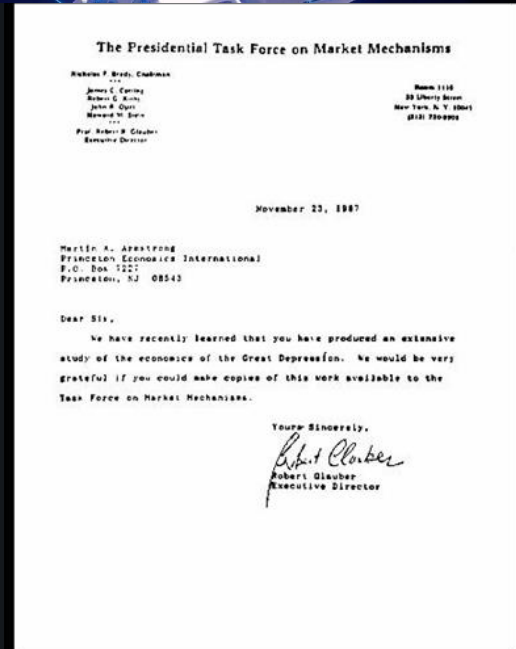 The Presidential Task Force on Market Mechanisms
Nicholas F. Brady, Chairman
***
James C. Cotting
Robert G. Kirby
John R. Opel
Howard M. Stein
***
Prof. Robert R. Glauber
Executive Director
Room 1110
33 Liberty Street
New York, N. Y. 10045
November 23, 1987
Martin A. Armstrong
Princeton Economics International
P.O. Box
Princeton, NJ 08543
Dear Sir,
We have recently learned that you have produced an extensive
study of the economics of the Great Depression. We would be very
grateful if you could make copies of this work available to the
Task Force on Market Mechanisms.
Yours Sincerely,
Robert Glauber
Robert Glauber
Executive Director